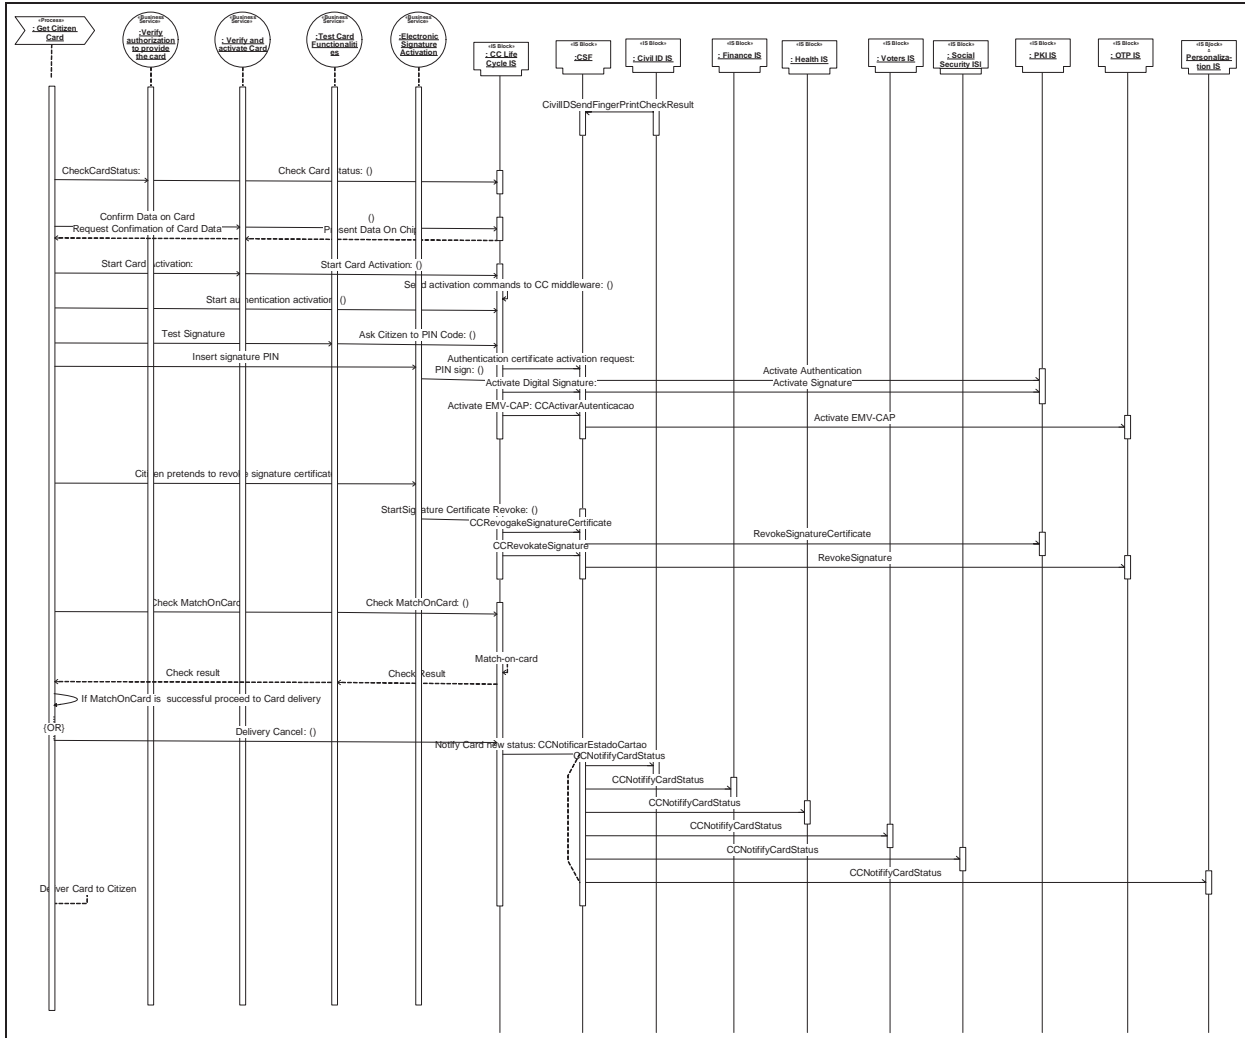 «Process»
: Get Citizen
Card
«Business
Service»
:Verify
authorization
to provide
the card
«Business
Service»
: Verify and
activate Card
«Business
Service»
:Test Card
Functionaliti
es
«Business
Service»
:Electronic
Signature
Activation
«IS Block»
: CC Life
Cycle IS
«IS Block»
:CSF
«IS Block»
: Civil ID IS
«IS Block»
: Finance IS
«IS Block»
: Health IS
«IS Block»
: Voters IS
«IS Block»
: Social
Security ISI
«IS Block»
: PKI IS
«IS Block»
: OTP IS
«IS Block»
:
Personaliza-
tion IS
CivilIDSendFingerPrintCheckResult
CheckCardStatus:
Check Card Status: ()
Confirm Data on Card
()
Request Confimation of Card Data
Present Data On Chip
Start Card Activation:
Start Card Activation: ()
Send activation commands to CC middleware: ()
Start authentication activation: ()
Test Signature
Ask Citizen to PIN Code: ()
Insert signature PIN
Authentication certificate activation request:
PIN sign: ()
Activate Authentication
Activate Digital Signature:
Activate Signature
Activate EMV-CAP: CCActivarAutenticacao
Activate EMV-CAP
Citizen pretends to revoke signature certificate
StartSignature Certificate Revoke: ()
CCRevogakeSignatureCertificate
RevokeSignatureCertificate
CCRevokateSignature
RevokeSignature
Check MatchOnCard
Check MatchOnCard: ()
Match-on-card
Check result
Check Result
If MatchOnCard is successful proceed to Card delivery
{OR}
Delivery Cancel: ()
Notify Card new status: CCNotificarEstadoCartao
CCNotififyCardStatus
CCNotififyCardStatus
CCNotififyCardStatus
CCNotififyCardStatus
CCNotififyCardStatus
CCNotififyCardStatus
Deliver Card to Citizen